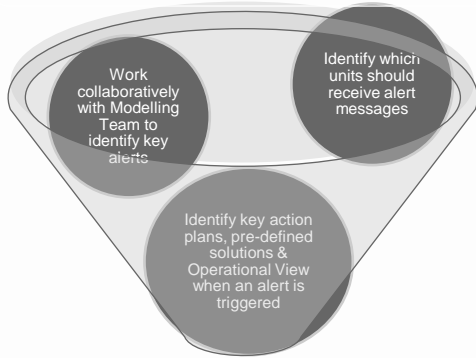 Work
collaboratively
with Modelling
Team to
identify key
alerts
Identify which
units should
receive alert
messages
Identify key action
plans, pre-defined
solutions &
Operational View
when an alert is
triggered